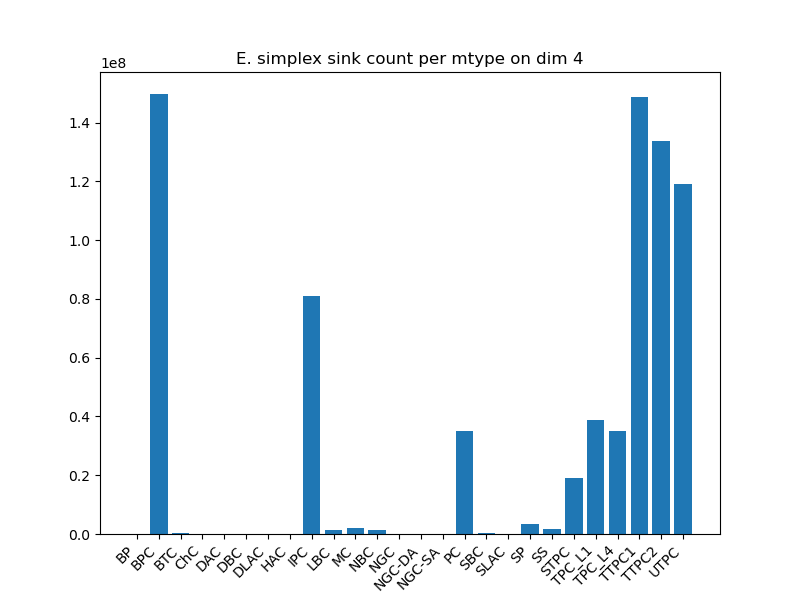 E. simplex sink count per mtype on dim 4
1e8
1.4
1.2
1.0
0.8
0.6
0.4
0.2
0.0
BP
BPC
BTC
ChC
DAC
DBC
DLAC
HAC
IPC
LBC
MC
NBC
NGC
NGC-DA
NGC-SA
PC
SBC
SLAC
SP
SS
STPC
TPC_L1
TPC_L4
TTPC1
TTPC2
UTPC